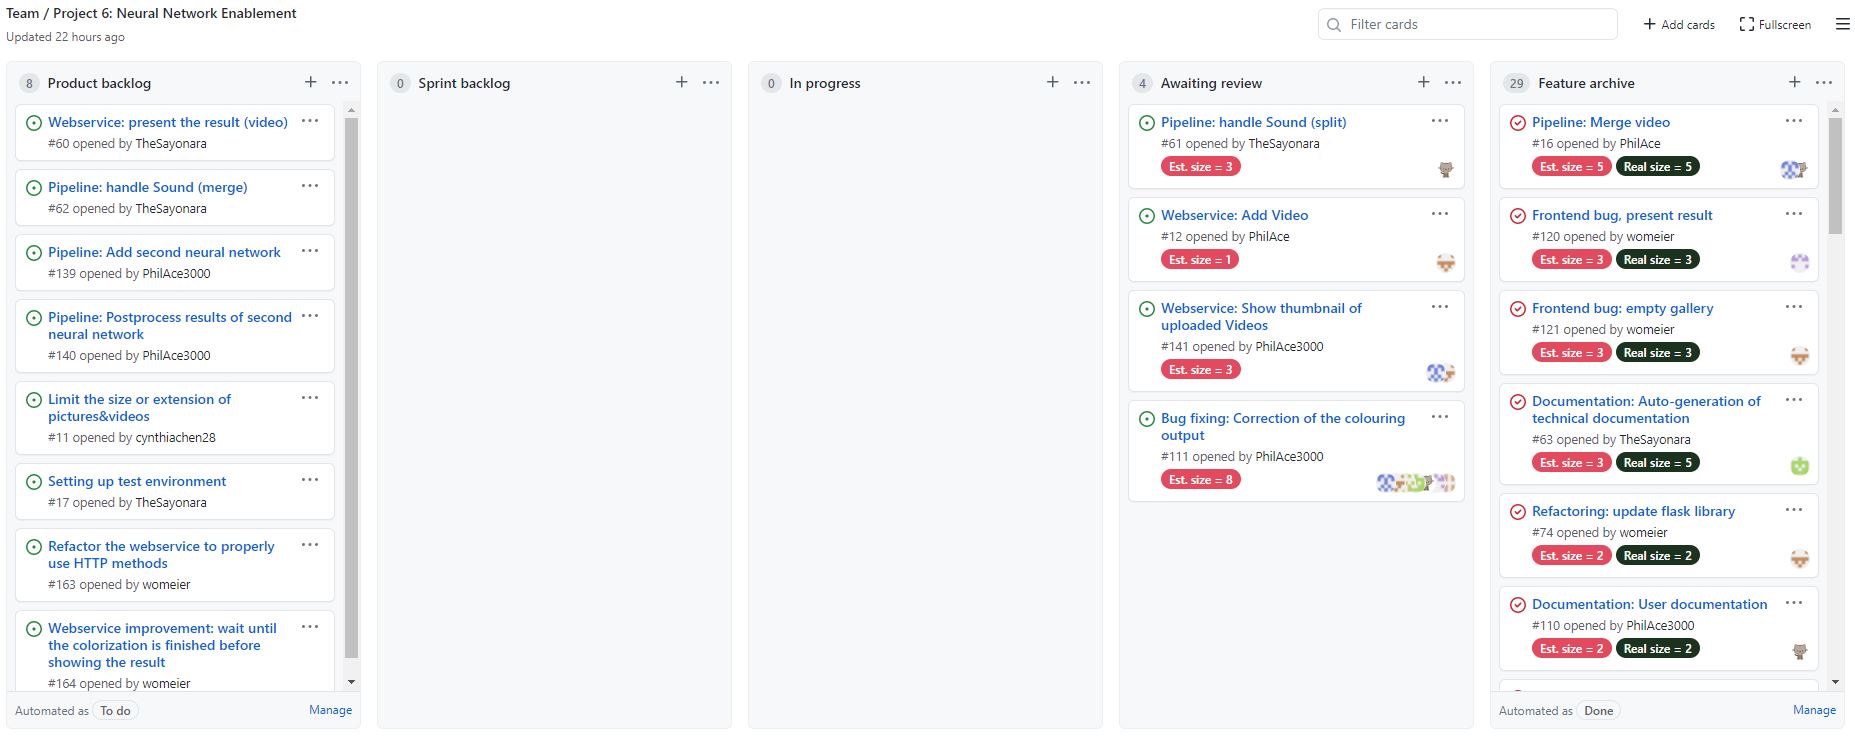 Team / Project 6: Neural Network Enablement
Updated 22 hours ago
Filter cards
Add cards
Fullscreen
8 Product backlog
Webservice: present the result (video)
#60 opened by TheSayonara
Pipeline: handle Sound (merge)
#62 opened by TheSayonara
Pipeline: Add second neural network
#139 opened by PhilAce3000
Pipeline: Postprocess results of second
neural network
#140 opened by PhilAce3000
Limit the size or extension of
pictures&videos
#11 opened by cynthiachen28
Setting up test environment
#17 opened by TheSayonara
Refactor the webservice to properly
use HTTP methods
#163 opened by womeier
Webservice improvement: wait until
the colorization is finished before
showing the result
#164 opened by womeier
Automated as To do
Manage
0 Sprint backlog
0 In progress
4 Awaiting review
Pipeline: handle Sound (split)
#61 opened by TheSayonara
Est. size = 3
Webservice: Add Video
#12 opened by PhilAce
Est. size = 1
Webservice: Show thumbnail of
uploaded Videos
#141 opened by PhilAce3000
Est. size = 3
Bug fixing: Correction of the colouring
output
#111 opened by PhilAce3000
Est. size = 8
29 Feature archive
Pipeline: Merge video
#16 opened by PhilAce
Est. size = 5 Real size = 5
Frontend bug, present result
#120 opened by womeier
Est. size = 3 Real size = 3
Frontend bug: empty gallery
#121 opened by womeier
Est. size = 3 Real size = 3
Documentation: Auto-generation of
technical documentation
#63 opened by TheSayonara
Est. size = 3 Real size = 5
Refactoring: update flask library
#74 opened by womeier
Est. size = 2 Real size = 2
Documentation: User documentation
#110 opened by PhilAce3000
Est. size = 2 Real size = 2
Automated as Done
Manage